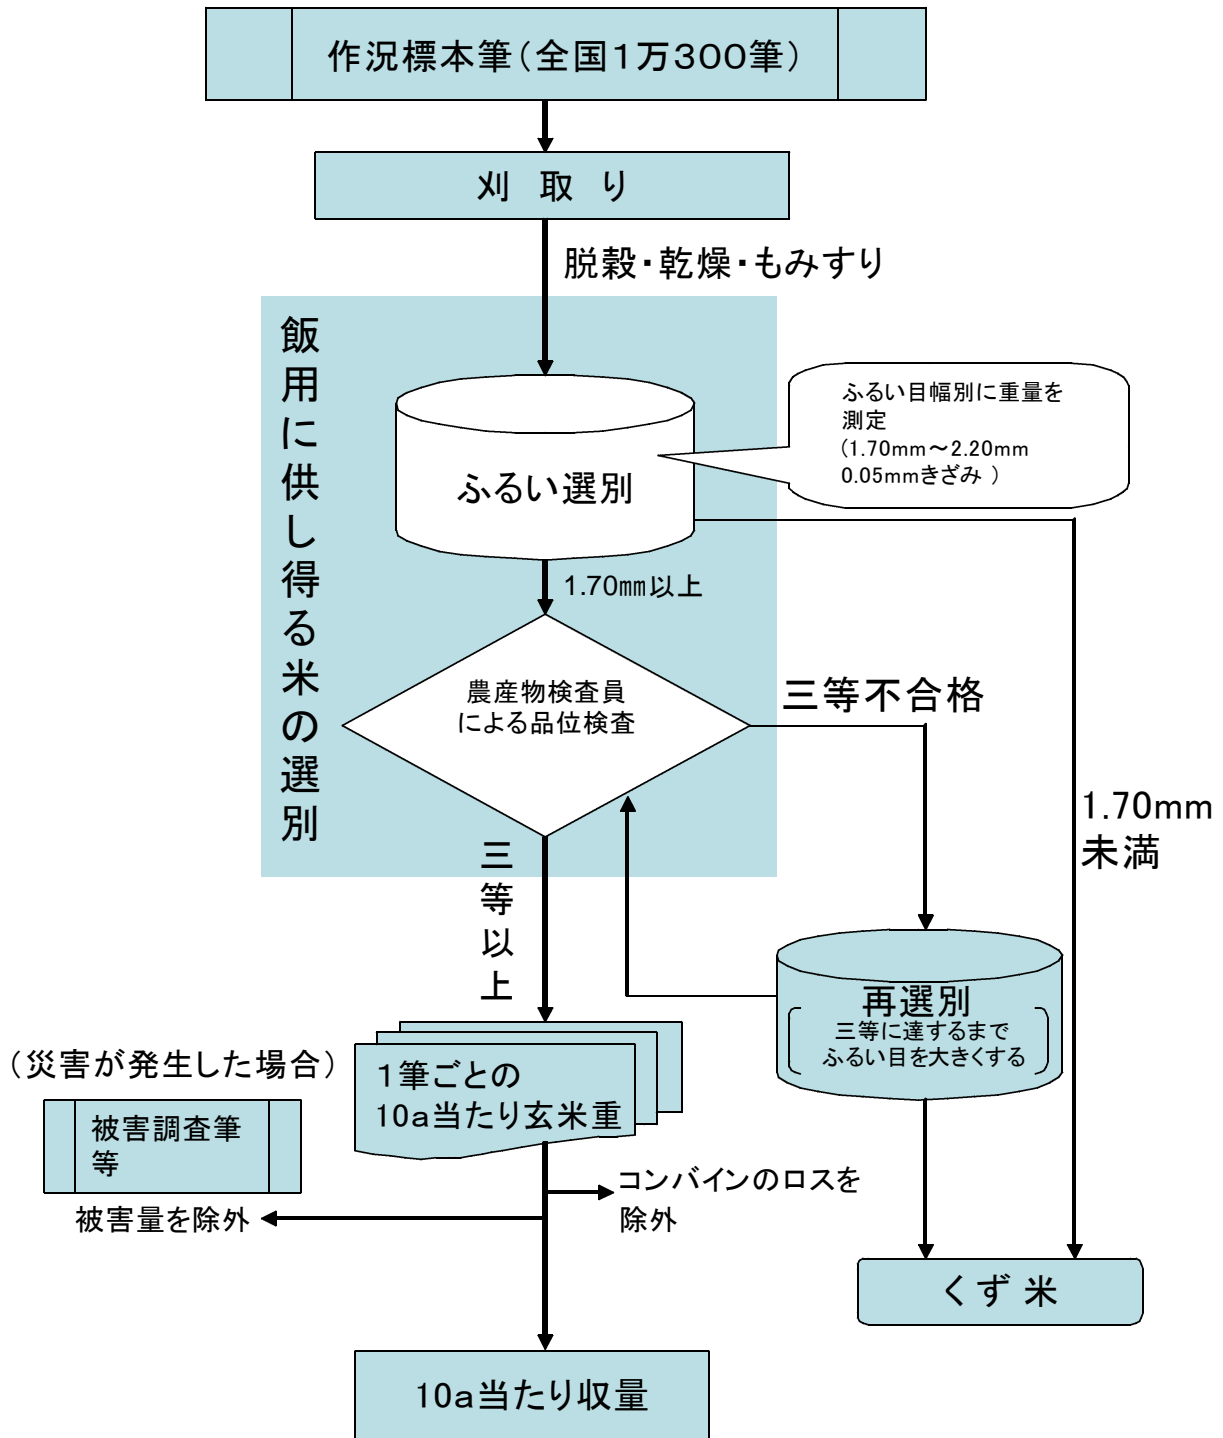 作況標本筆（全国１万３００筆）
刈 取 り
脱穀・乾燥・もみすり
飯用に供し得る米の選別
ふるい目幅別に重量を
測定
（1.70mm～2.20mm
0.05mmきざみ ）
ふるい選別
1.70㎜以上
農産物検査員
による品位検査
三等不合格
1.70mm
未満
三等以上
再選別
三等に達するまで
ふるい目を大きくする
（災害が発生した場合）
１筆ごとの
10a当たり玄米重
被害調査筆
等
コンバインのロスを
除外
被害量を除外
くず 米
10a当たり収量